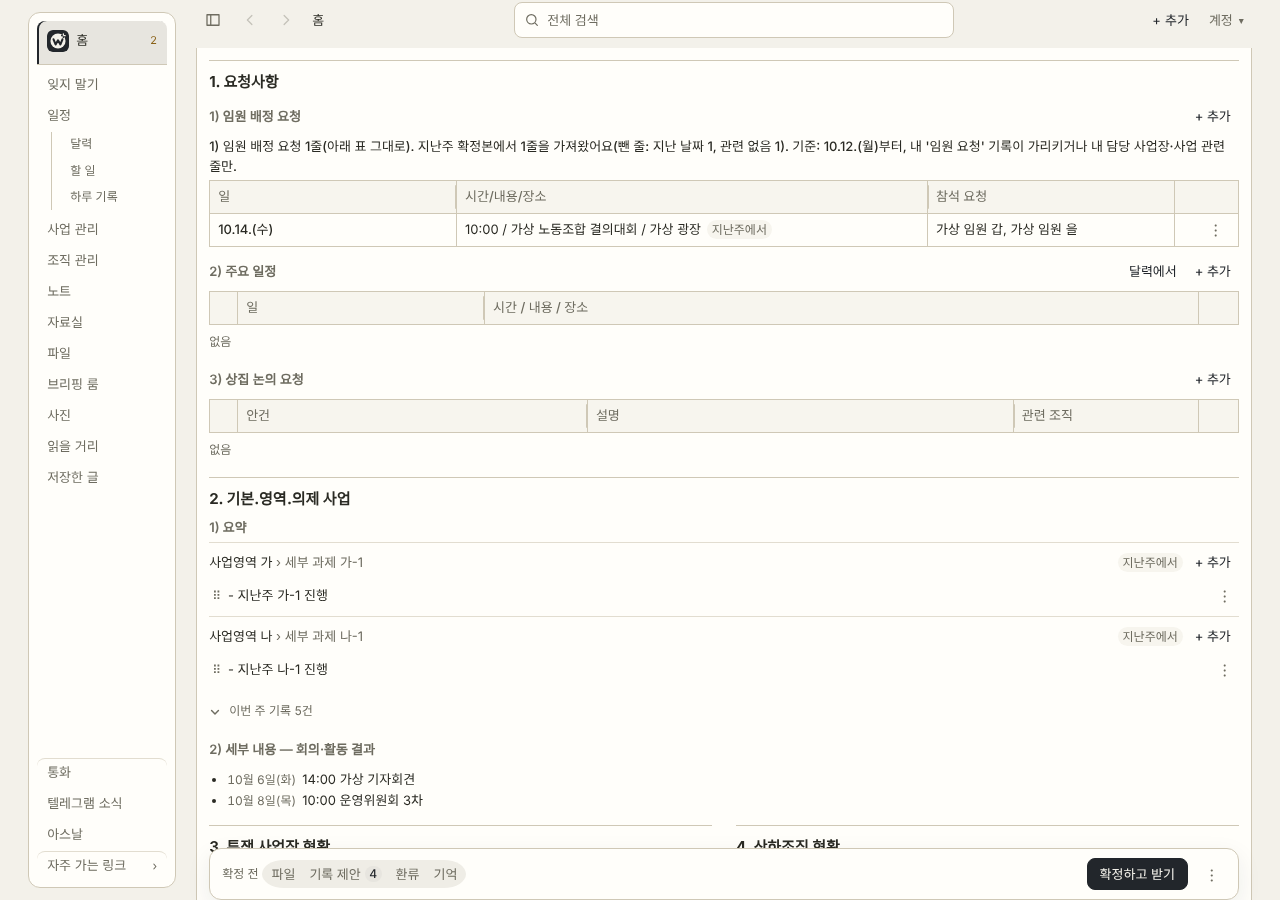 홈
전체 검색
+ 추가
계정 ▾
홈 2
잊지 말기
일정
달력
할 일
하루 기록
사업 관리
조직 관리
노트
자료실
파일
브리핑 룸
사진
읽을 거리
저장한 글
통화
텔레그램 소식
아스날
자주 가는 링크 ›
1. 요청사항
1) 임원 배정 요청 + 추가
1) 임원 배정 요청 1줄(아래 표 그대로). 지난주 확정본에서 1줄을 가져왔어요(뺀 줄: 지난 날짜 1, 관련 없음 1). 기준: 10.12.(월)부터, 내 '임원 요청' 기록이 가리키거나 내 담당 사업장·사업 관련
줄만.
일 시간/내용/장소 참석 요청
10.14.(수) 10:00 / 가상 노동조합 결의대회 / 가상 광장 지난주에서 가상 임원 갑, 가상 임원 을
2) 주요 일정 달력에서 + 추가
일 시간 / 내용 / 장소
없음
3) 상집 논의 요청 + 추가
안건 설명 관련 조직
없음
2. 기본.영역.의제 사업
1) 요약
사업영역 가 › 세부 과제 가-1 지난주에서 + 추가
- 지난주 가-1 진행
사업영역 나 › 세부 과제 나-1 지난주에서 + 추가
- 지난주 나-1 진행
이번 주 기록 5건
2) 세부 내용 — 회의·활동 결과
• 10월 6일(화) 14:00 가상 기자회견
• 10월 8일(목) 10:00 운영위원회 3차
3. 투쟁 사업장 현황 4. 산하조직 현황
확정 전 파일 기록 제안 4 환류 기억 확정하고 받기